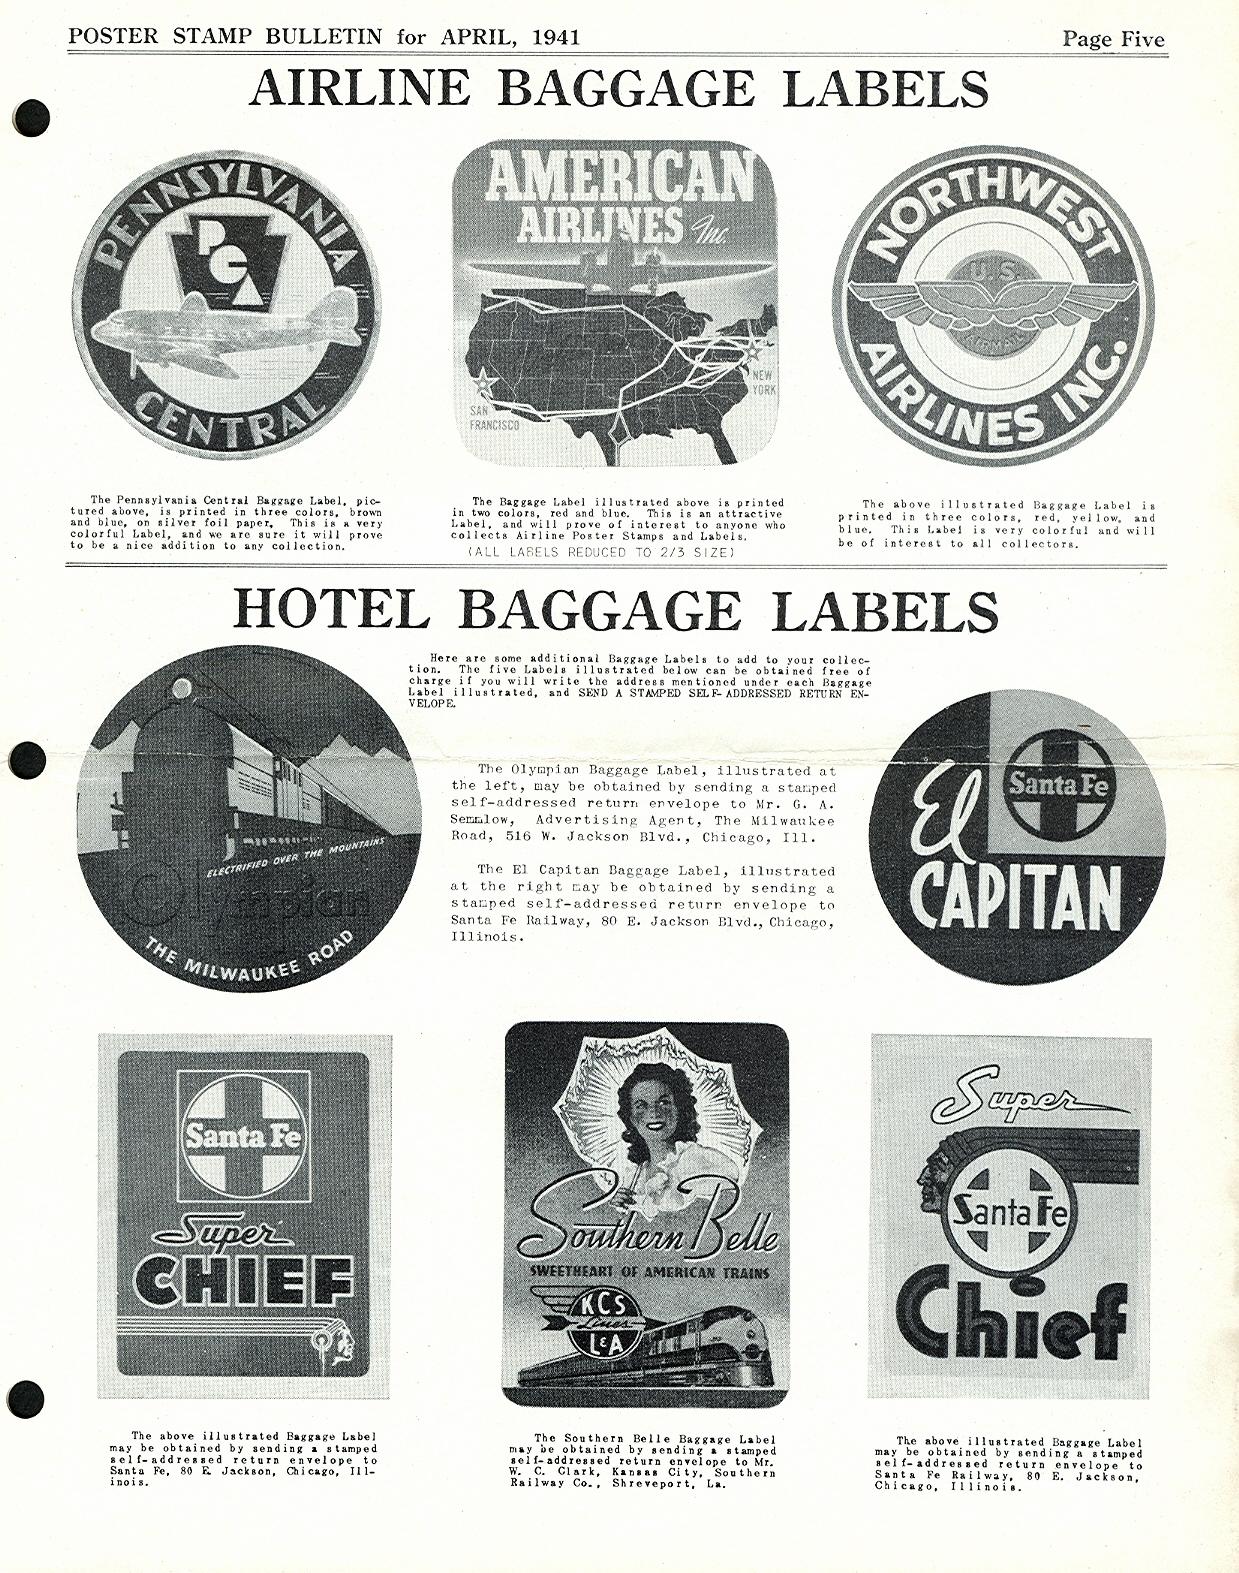 POSTER STAMP BULLETIN for APRIL, 1941
Page Five
AIRLINE BAGGAGE LABELS
PENNSYLVANIA
PCA
CENTRAL
AMERICAN
AIRLINES Inc.
NEW
YORK
SAN
FRANCISCO
NORTHWEST
U.S.
AIRMAIL
AIRLINES INC.
The Pennsylvania Central Baggage Label, pic-
tured above, is printed in three colors, brown
and blue, on silver foil paper. This is a very
colorful Label, and we are sure it will prove
to be a nice addition to any collection.
The Baggage Label illustrated above is printed
in two colors, red and blue. This is an attractive
Label, and will prove of interest to anyone who
collects Airline Poster Stamps and Labels.
(ALL LABELS REDUCED TO 2/3 SIZE)
The above illustrated Baggage Label is
printed in three colors, red, yellow, and
blue. This Label is very colorful and will
be of interest to all collectors.
HOTEL BAGGAGE LABELS
Here are some additional Baggage Labels to add to your collec-
tion. The five Labels illustrated below can be obtained free of
charge if you will write the address mentioned under each Baggage
Label illustrated, and SEND A STAMPED SELF-ADDRESSED RETURN EN-
VELOPE.
ELECTRIFIED OVER THE MOUNTAINS
Olympian
THE MILWAUKEE ROAD
The Olympian Baggage Label, illustrated at
the left, may be obtained by sending a stamped
self-addressed return envelope to Mr. G. A.
Semmlow, Advertising Agent, The Milwaukee
Road, 516 W. Jackson Blvd., Chicago, Ill.
The El Capitan Baggage Label, illustrated
at the right may be obtained by sending a
stamped self-addressed return envelope to
Santa Fe Railway, 80 E. Jackson Blvd., Chicago,
Illinois.
Santa Fe
El
CAPITAN
Santa Fe
Super
CHIEF
Southern Belle
SWEETHEART OF AMERICAN TRAINS
KCS
Lines
L&A
Super
Santa Fe
Chief
The above illustrated Baggage Label
may be obtained by sending a stamped
self-addressed return envelope to
Santa Fe, 80 E. Jackson, Chicago, Ill-
inois.
The Southern Belle Baggage Label
may be obtained by sending a stamped
self-addressed return envelope to Mr.
W. C. Clark, Kansas City, Southern
Railway Co., Shreveport, La.
The above illustrated Baggage Label
may be obtained by sending a stamped
self-addressed return envelope to
Santa Fe Railway, 80 E. Jackson,
Chicago, Illinois.